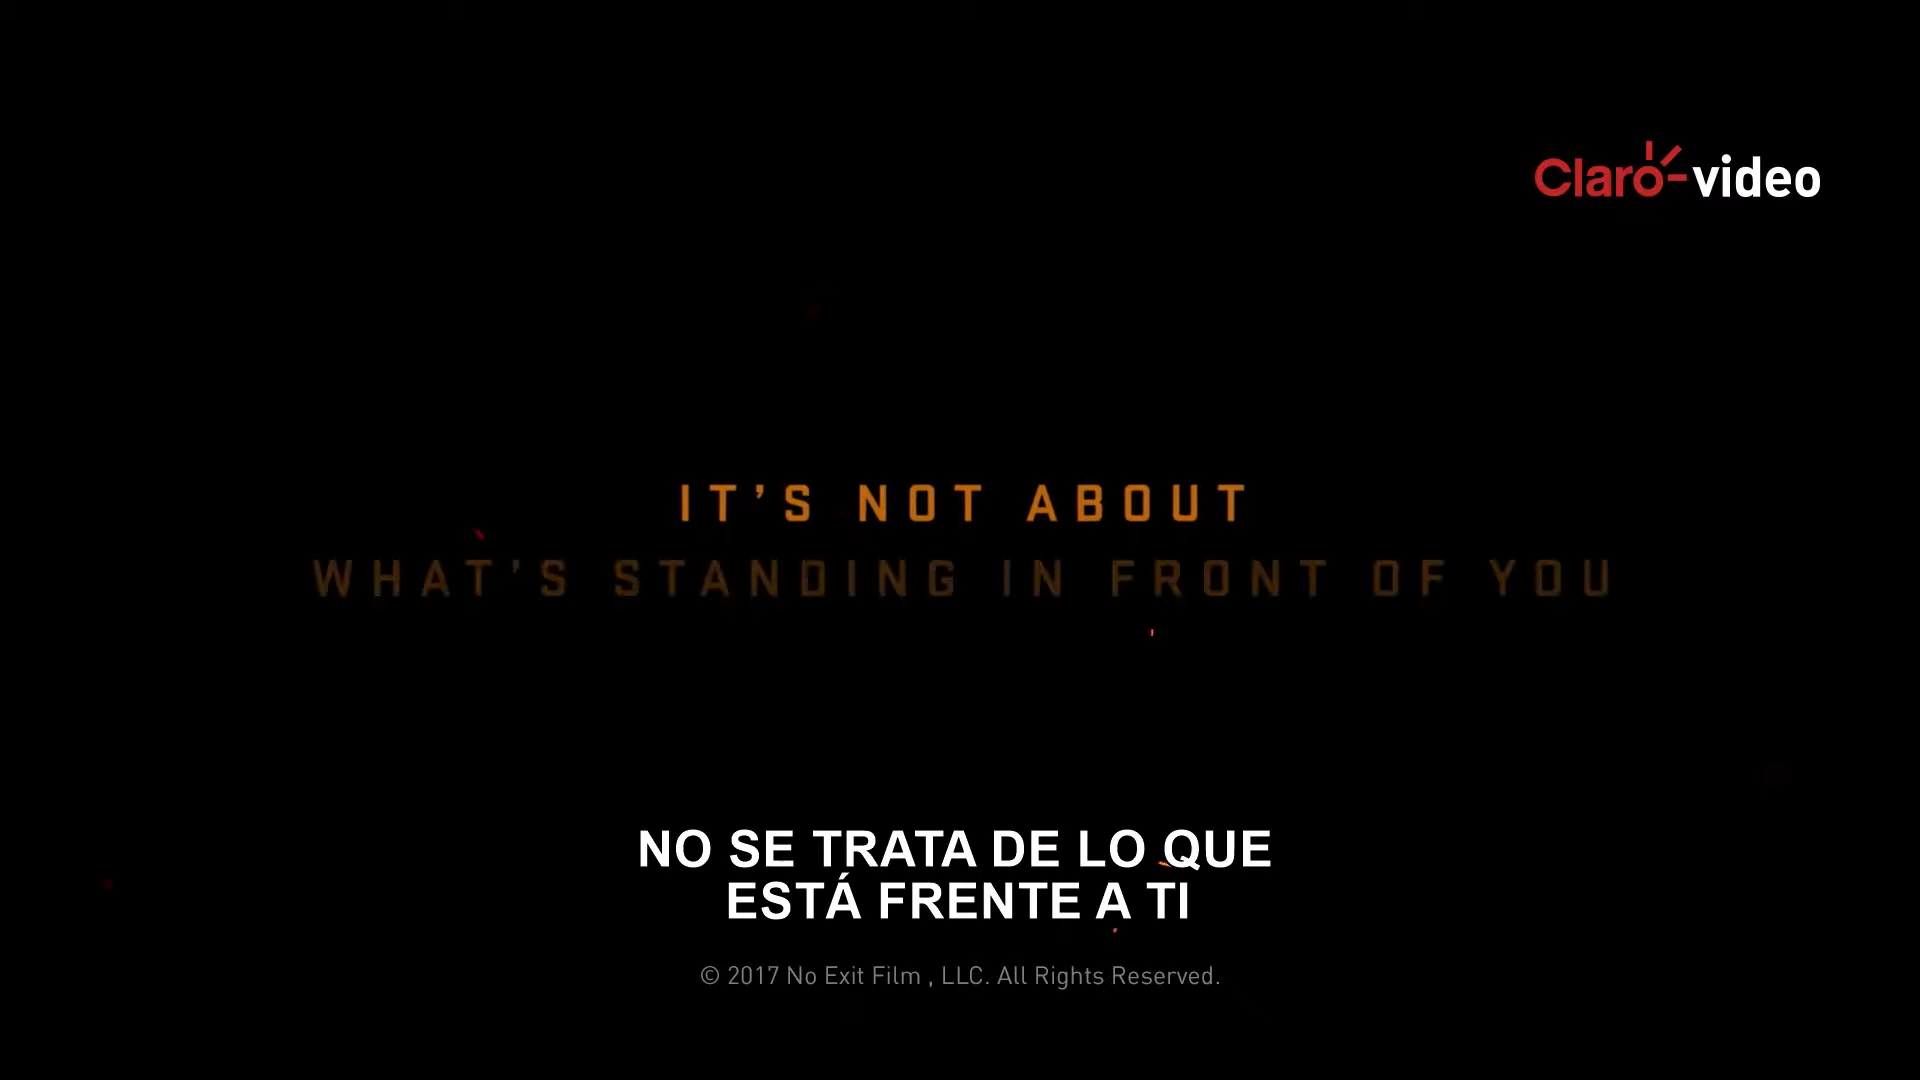 Claro-video
IT'S NOT ABOUT
WHAT'S STANDING IN FRONT OF YOU
NO SE TRATA DE LO QUE
ESTÁ FRENTE A TI
© 2017 No Exit Film , LLC. All Rights Reserved.